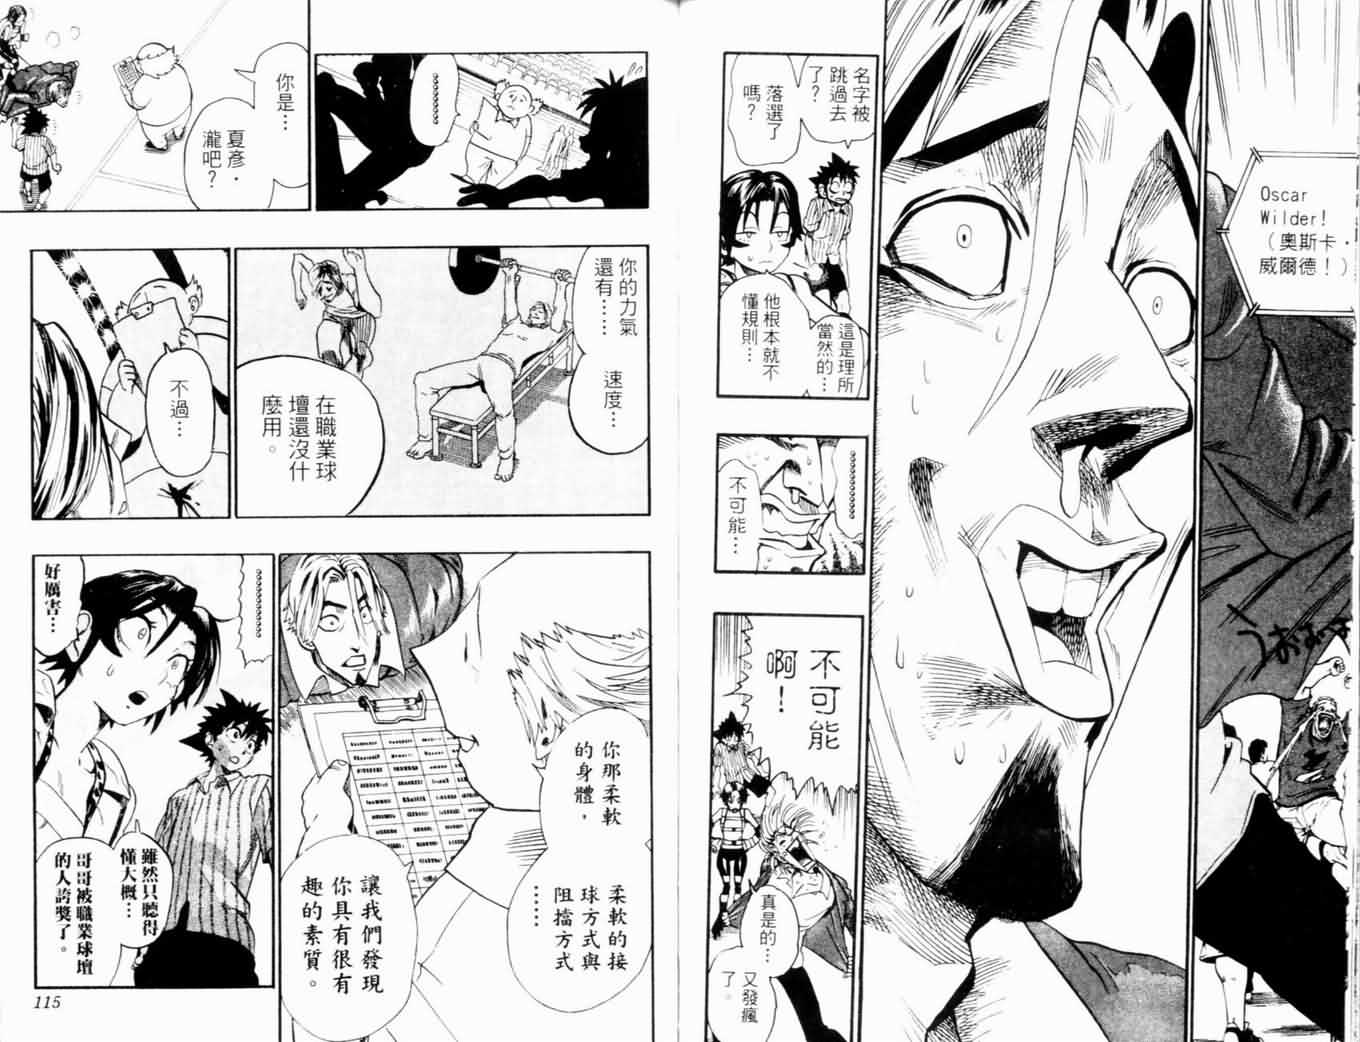 Oscar
Wilder!
（奧斯卡．
威爾德！）
うおおお
名字被
跳過去
了？
落選了
嗎？
這是理所
當然的…
他根本就不
懂規則…
…………
不可能…
不可能
啊！
真是的…
又發瘋
了。
…………
你是…
夏彥．
瀧吧？
你的力氣
還有……
速度…
在職業球
壇還沒什
麼用。
不過…
你那柔軟
的身體，
柔軟的接
球方式與
阻擋方式
……
讓我們發現
你具有很有
趣的素質。
…………
好厲害…
雖然只聽得
懂大概…
哥哥被職業球壇
的人誇獎了。
115